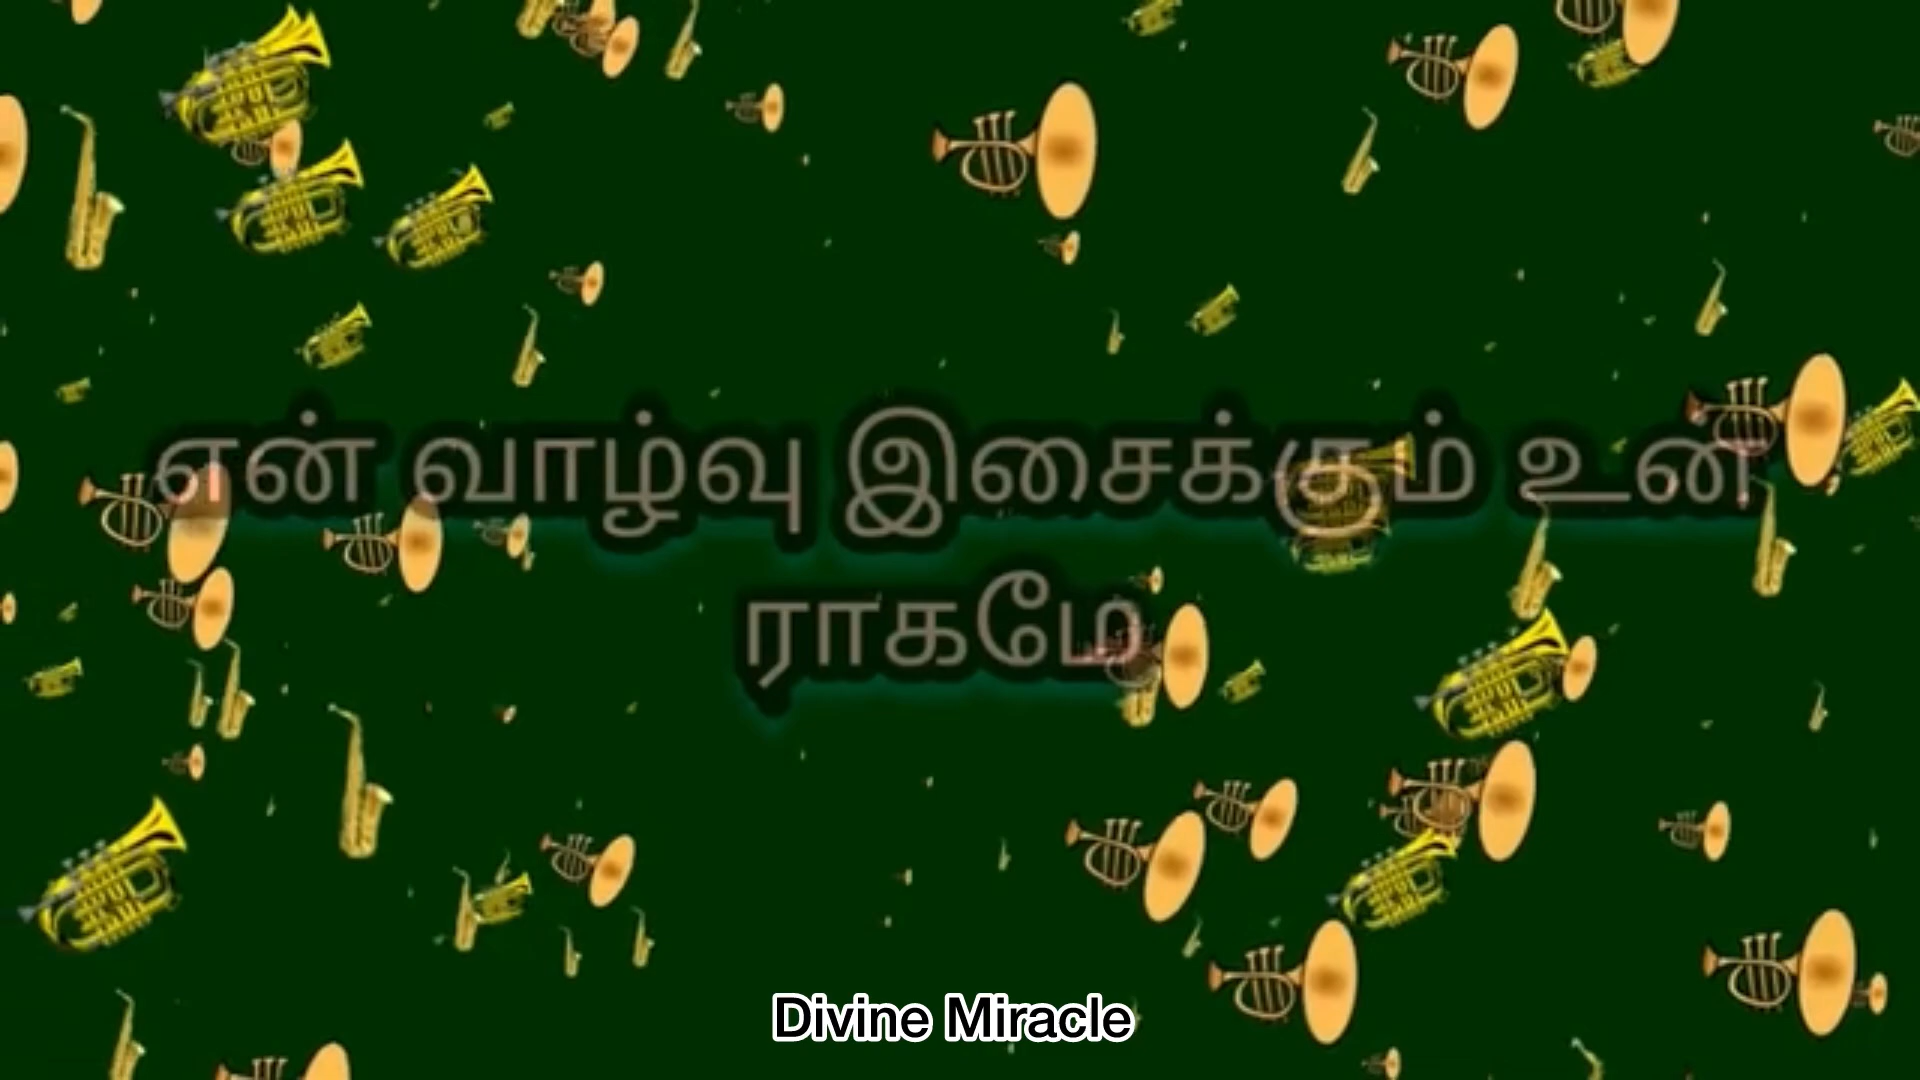 என் வாழ்வு இசைக்கும் உன
ராகமே
Divine Miracle